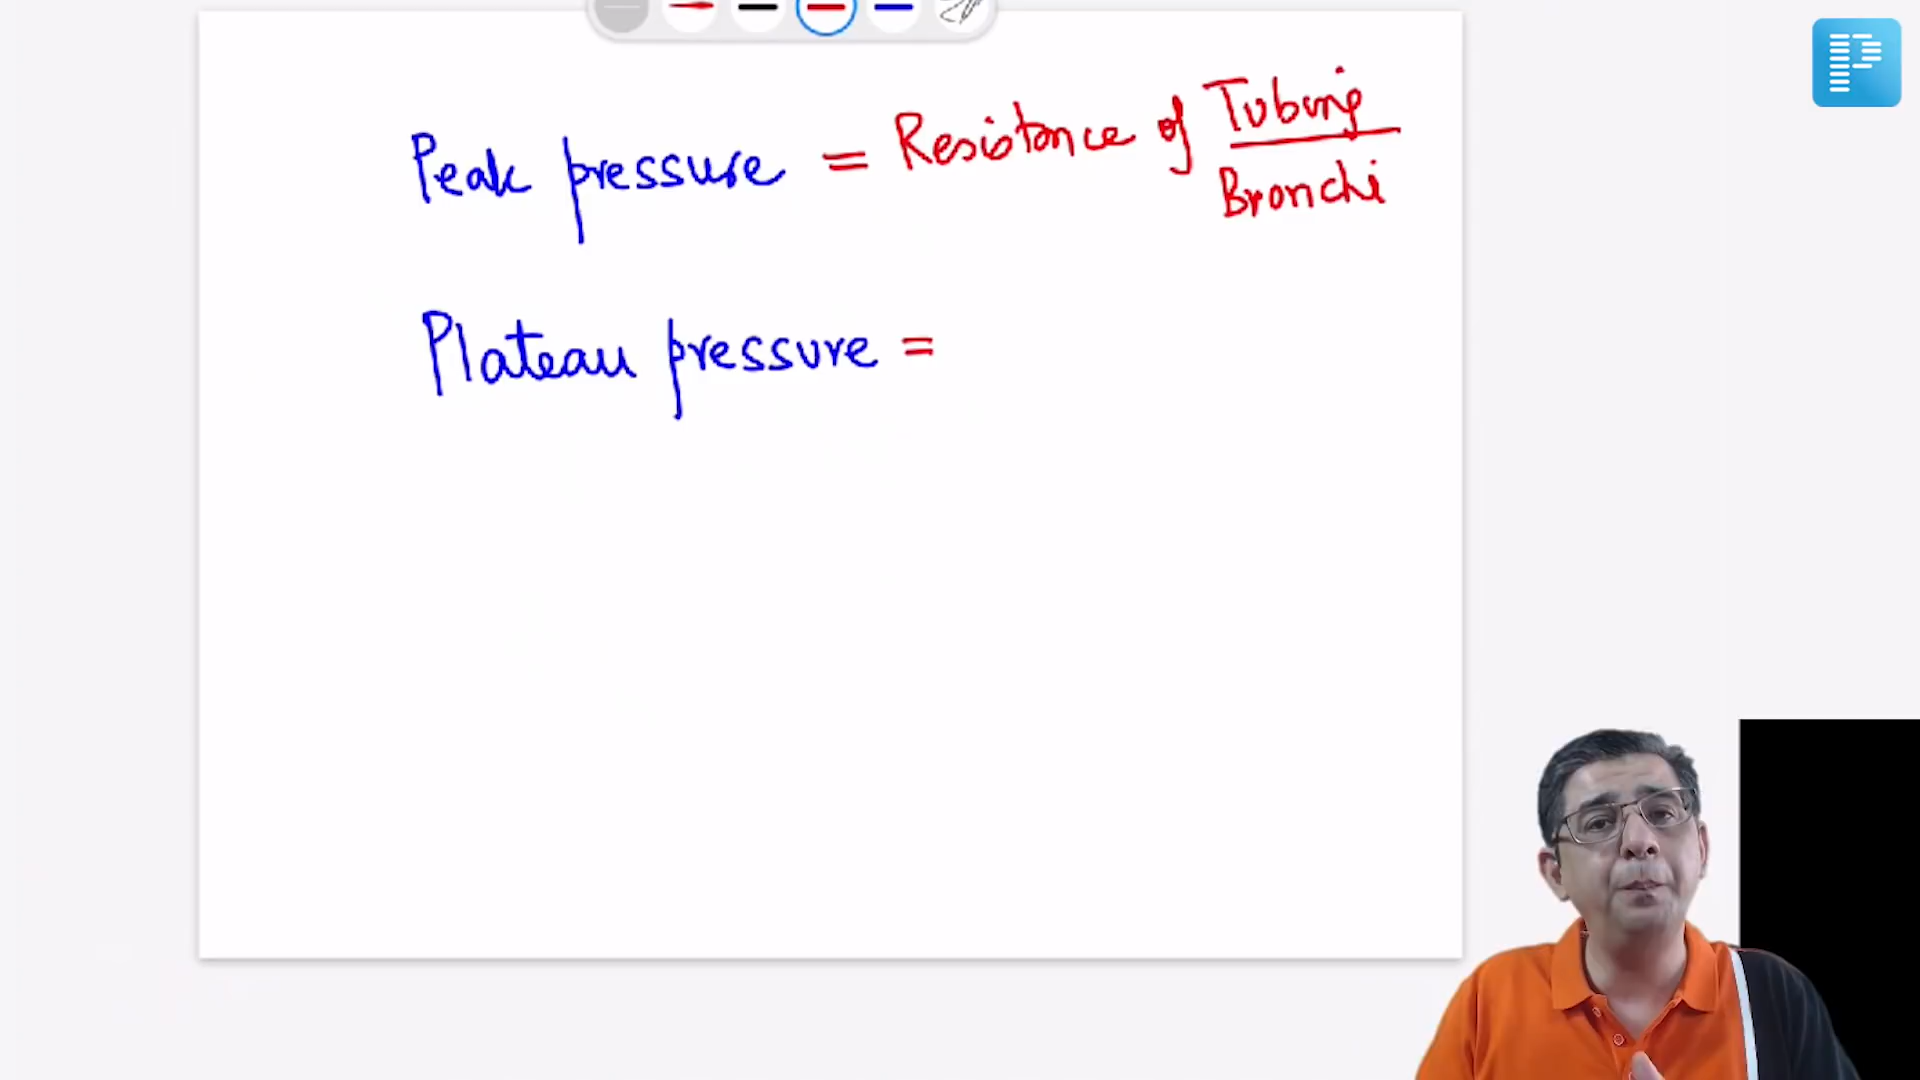 Peak pressure = Resistance of Tubing
Bronchi
Plateau pressure =
P